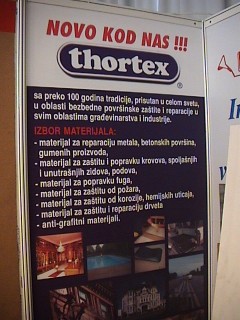 NOVO KOD NAS !!!
thortex®
sa preko 100 godina tradicije, prisutan u celom svetu,
u oblasti bezbedne površinske zaštite i reparacije u
svim oblastima građevinarstva i industrije.
IZBOR MATERIJALA:
- materijal za reparaciju metala, betonskih površina,
gumenih proizvoda,
- materijal za zaštitu i popravku krovova, spoljašnjih
i unutrašnjih zidova, podova,
- materijal za popravku fuga,
- materijal za zaštitu od požara,
- materijal za zaštitu od korozije, hemijskih uticaja,
- materijal za zaštitu i reparaciju drveta
- anti-grafitni materijali.